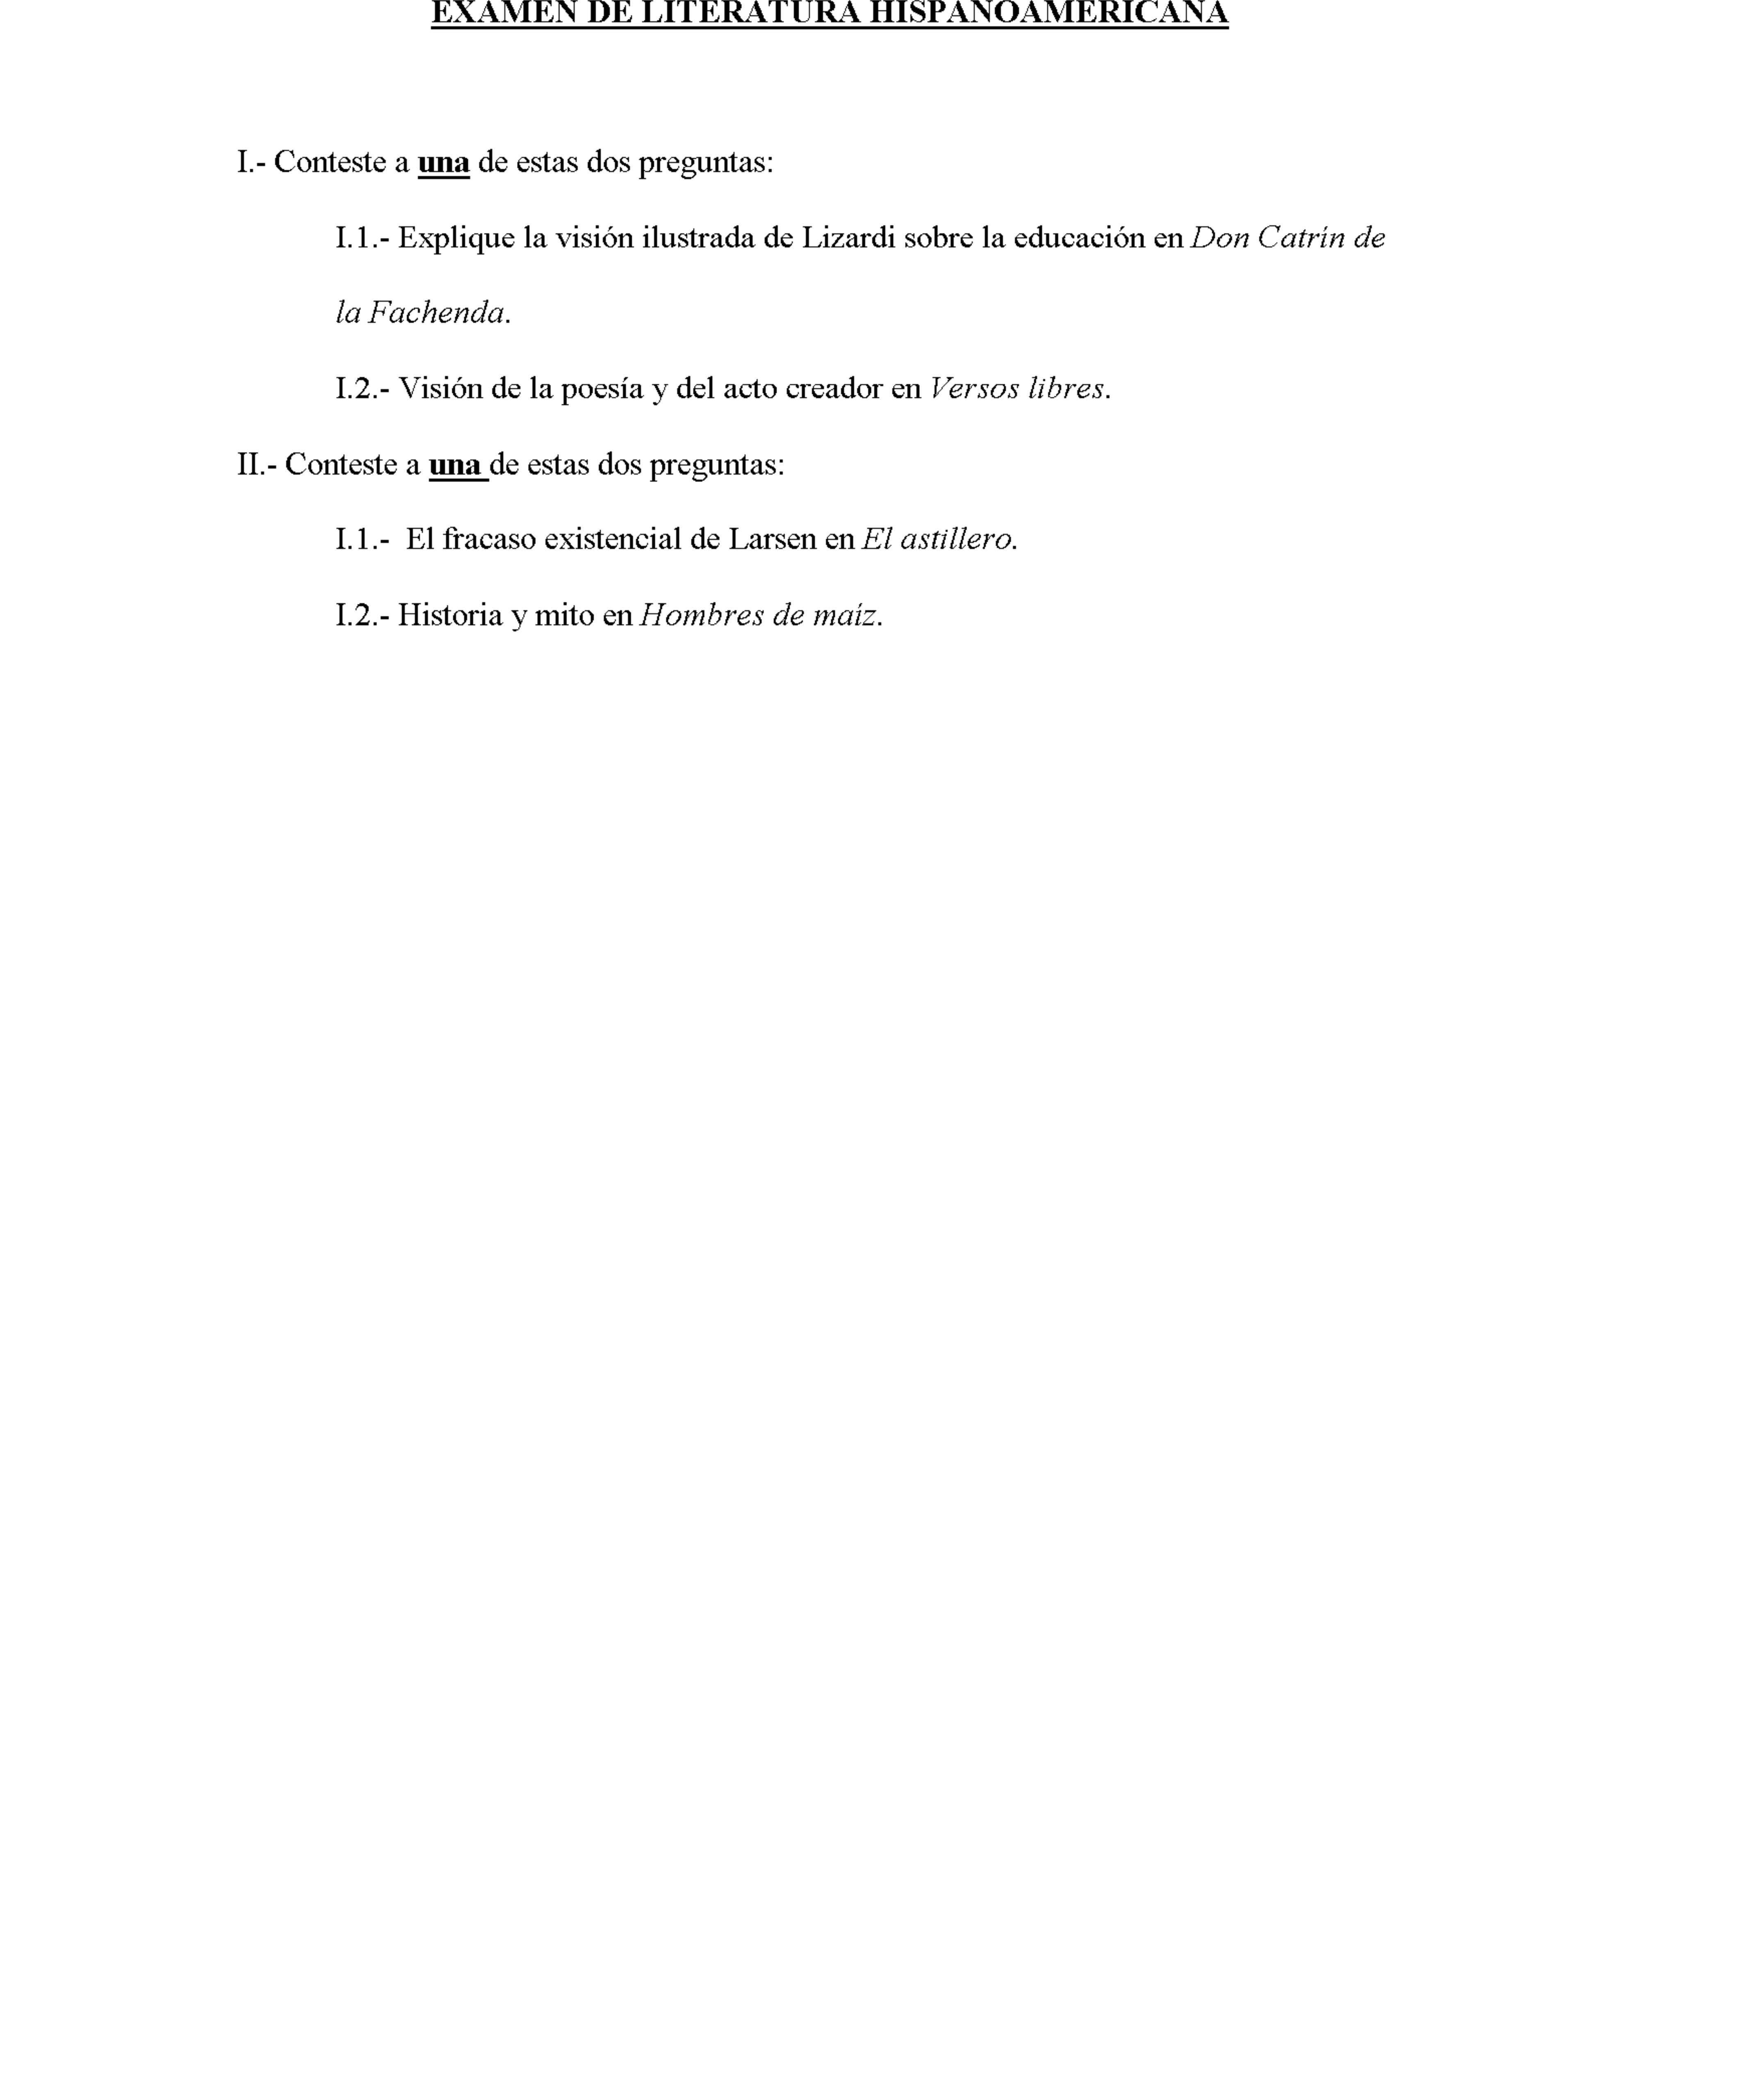 EXAMEN DE LITERATURA HISPANOAMERICANA
I.- Conteste a una de estas dos preguntas:
I.1.- Explique la visión ilustrada de Lizardi sobre la educación en Don Catrín de
la Fachenda.
I.2.- Visión de la poesía y del acto creador en Versos libres.
II.- Conteste a una de estas dos preguntas:
I.1.-  El fracaso existencial de Larsen en El astillero.
I.2.- Historia y mito en Hombres de maíz.